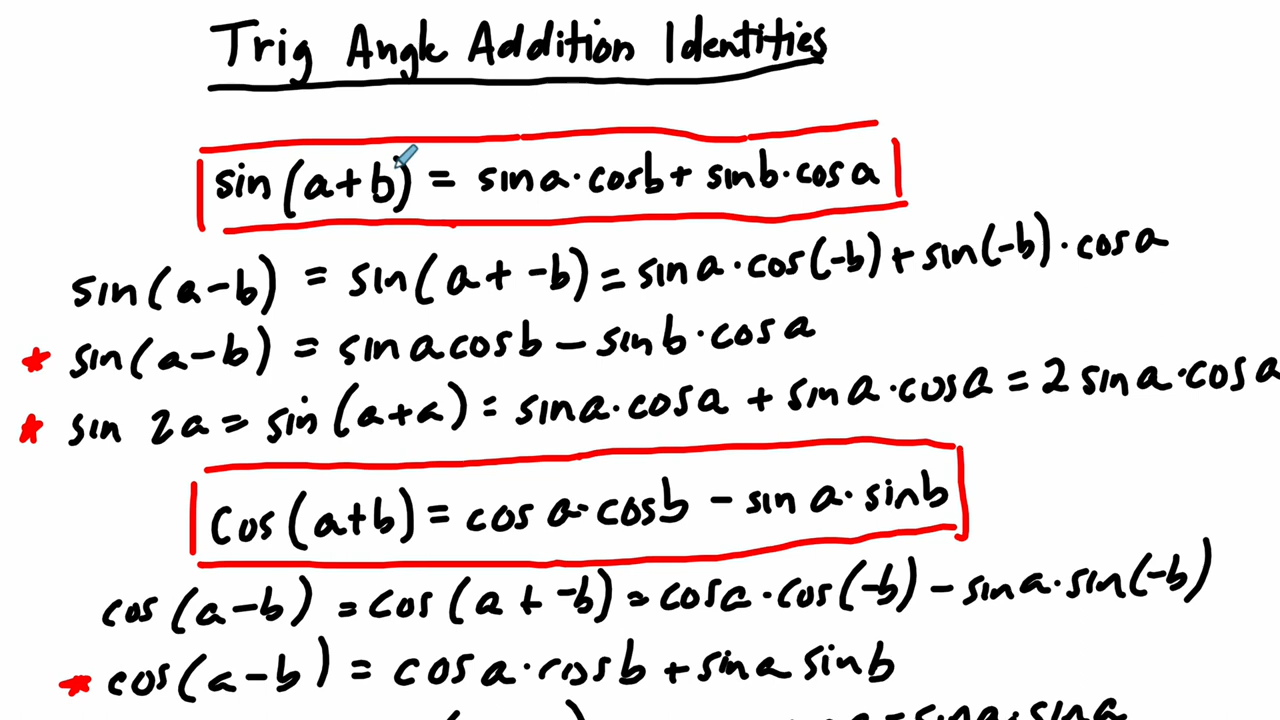 Trig Angle Addition Identities
sin(a+b) = sin a · cos b + sin b · cos a
sin(a-b) = sin(a + -b) = sin a · cos(-b) + sin(-b) · cos a
* sin(a-b) = sin a cos b - sin b · cos a
* sin 2a = sin(a+a) = sin a · cos a + sin a · cos a = 2 sin a · cos a
Cos(a+b) = cos a · cos b - sin a · sin b
cos(a-b) = cos(a + -b) = cos a · cos(-b) - sin a · sin(-b)
* cos(a-b) = cos a · cos b + sin a sin b
- sin a · sin a